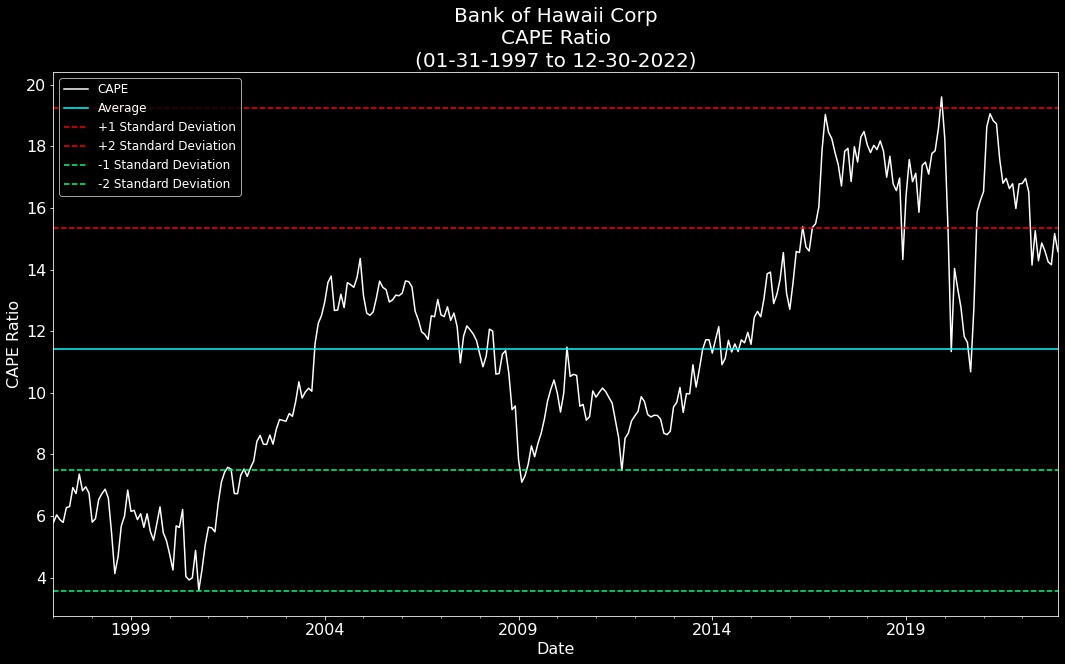 Bank of Hawaii Corp
CAPE Ratio
(01-31-1997 to 12-30-2022)
20
18
16
14
12
10
8
6
4
CAPE Ratio
CAPE
Average
+1 Standard Deviation
+2 Standard Deviation
-1 Standard Deviation
-2 Standard Deviation
1999 2004 2009 2014 2019
Date